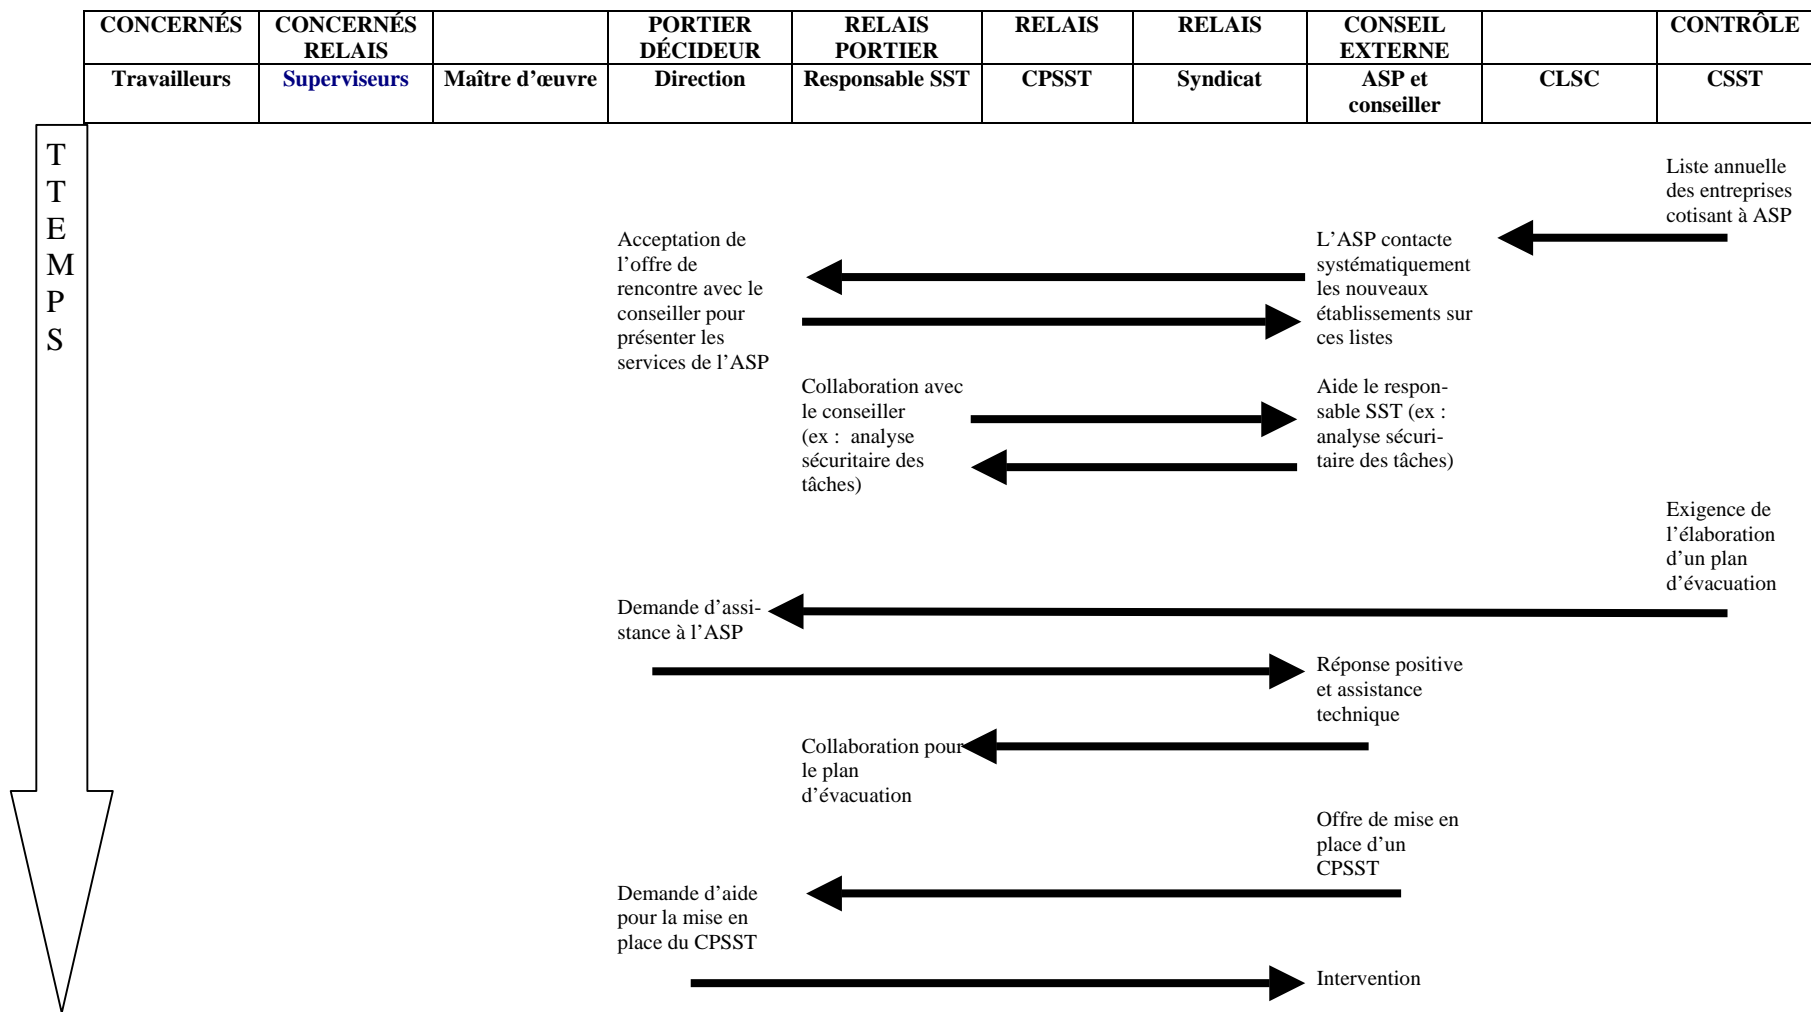 CONCERNÉS
CONCERNÉS
RELAIS
PORTIER
DÉCIDEUR
RELAIS
PORTIER
RELAIS
RELAIS
CONSEIL
EXTERNE
CONTRÔLE
Travailleurs
Superviseurs
Maître d’œuvre
Direction
Responsable SST
CPSST
Syndicat
ASP et
conseiller
CLSC
CSST
T
T
E
M
P
S
Liste annuelle
des entreprises
cotisant à ASP
Acceptation de
l’offre de
rencontre avec le
conseiller pour
présenter les
services de l’ASP
L’ASP contacte
systématiquement
les nouveaux
établissements sur
ces listes
Collaboration avec
le conseiller
(ex : analyse
sécuritaire des
tâches)
Aide le respon-
sable SST (ex :
analyse sécuri-
taire des tâches)
Exigence de
l’élaboration
d’un plan
d’évacuation
Demande d’assi-
stance à l’ASP
Réponse positive
et assistance
technique
Collaboration pour
le plan
d’évacuation
Offre de mise en
place d’un
CPSST
Demande d’aide
pour la mise en
place du CPSST
Intervention